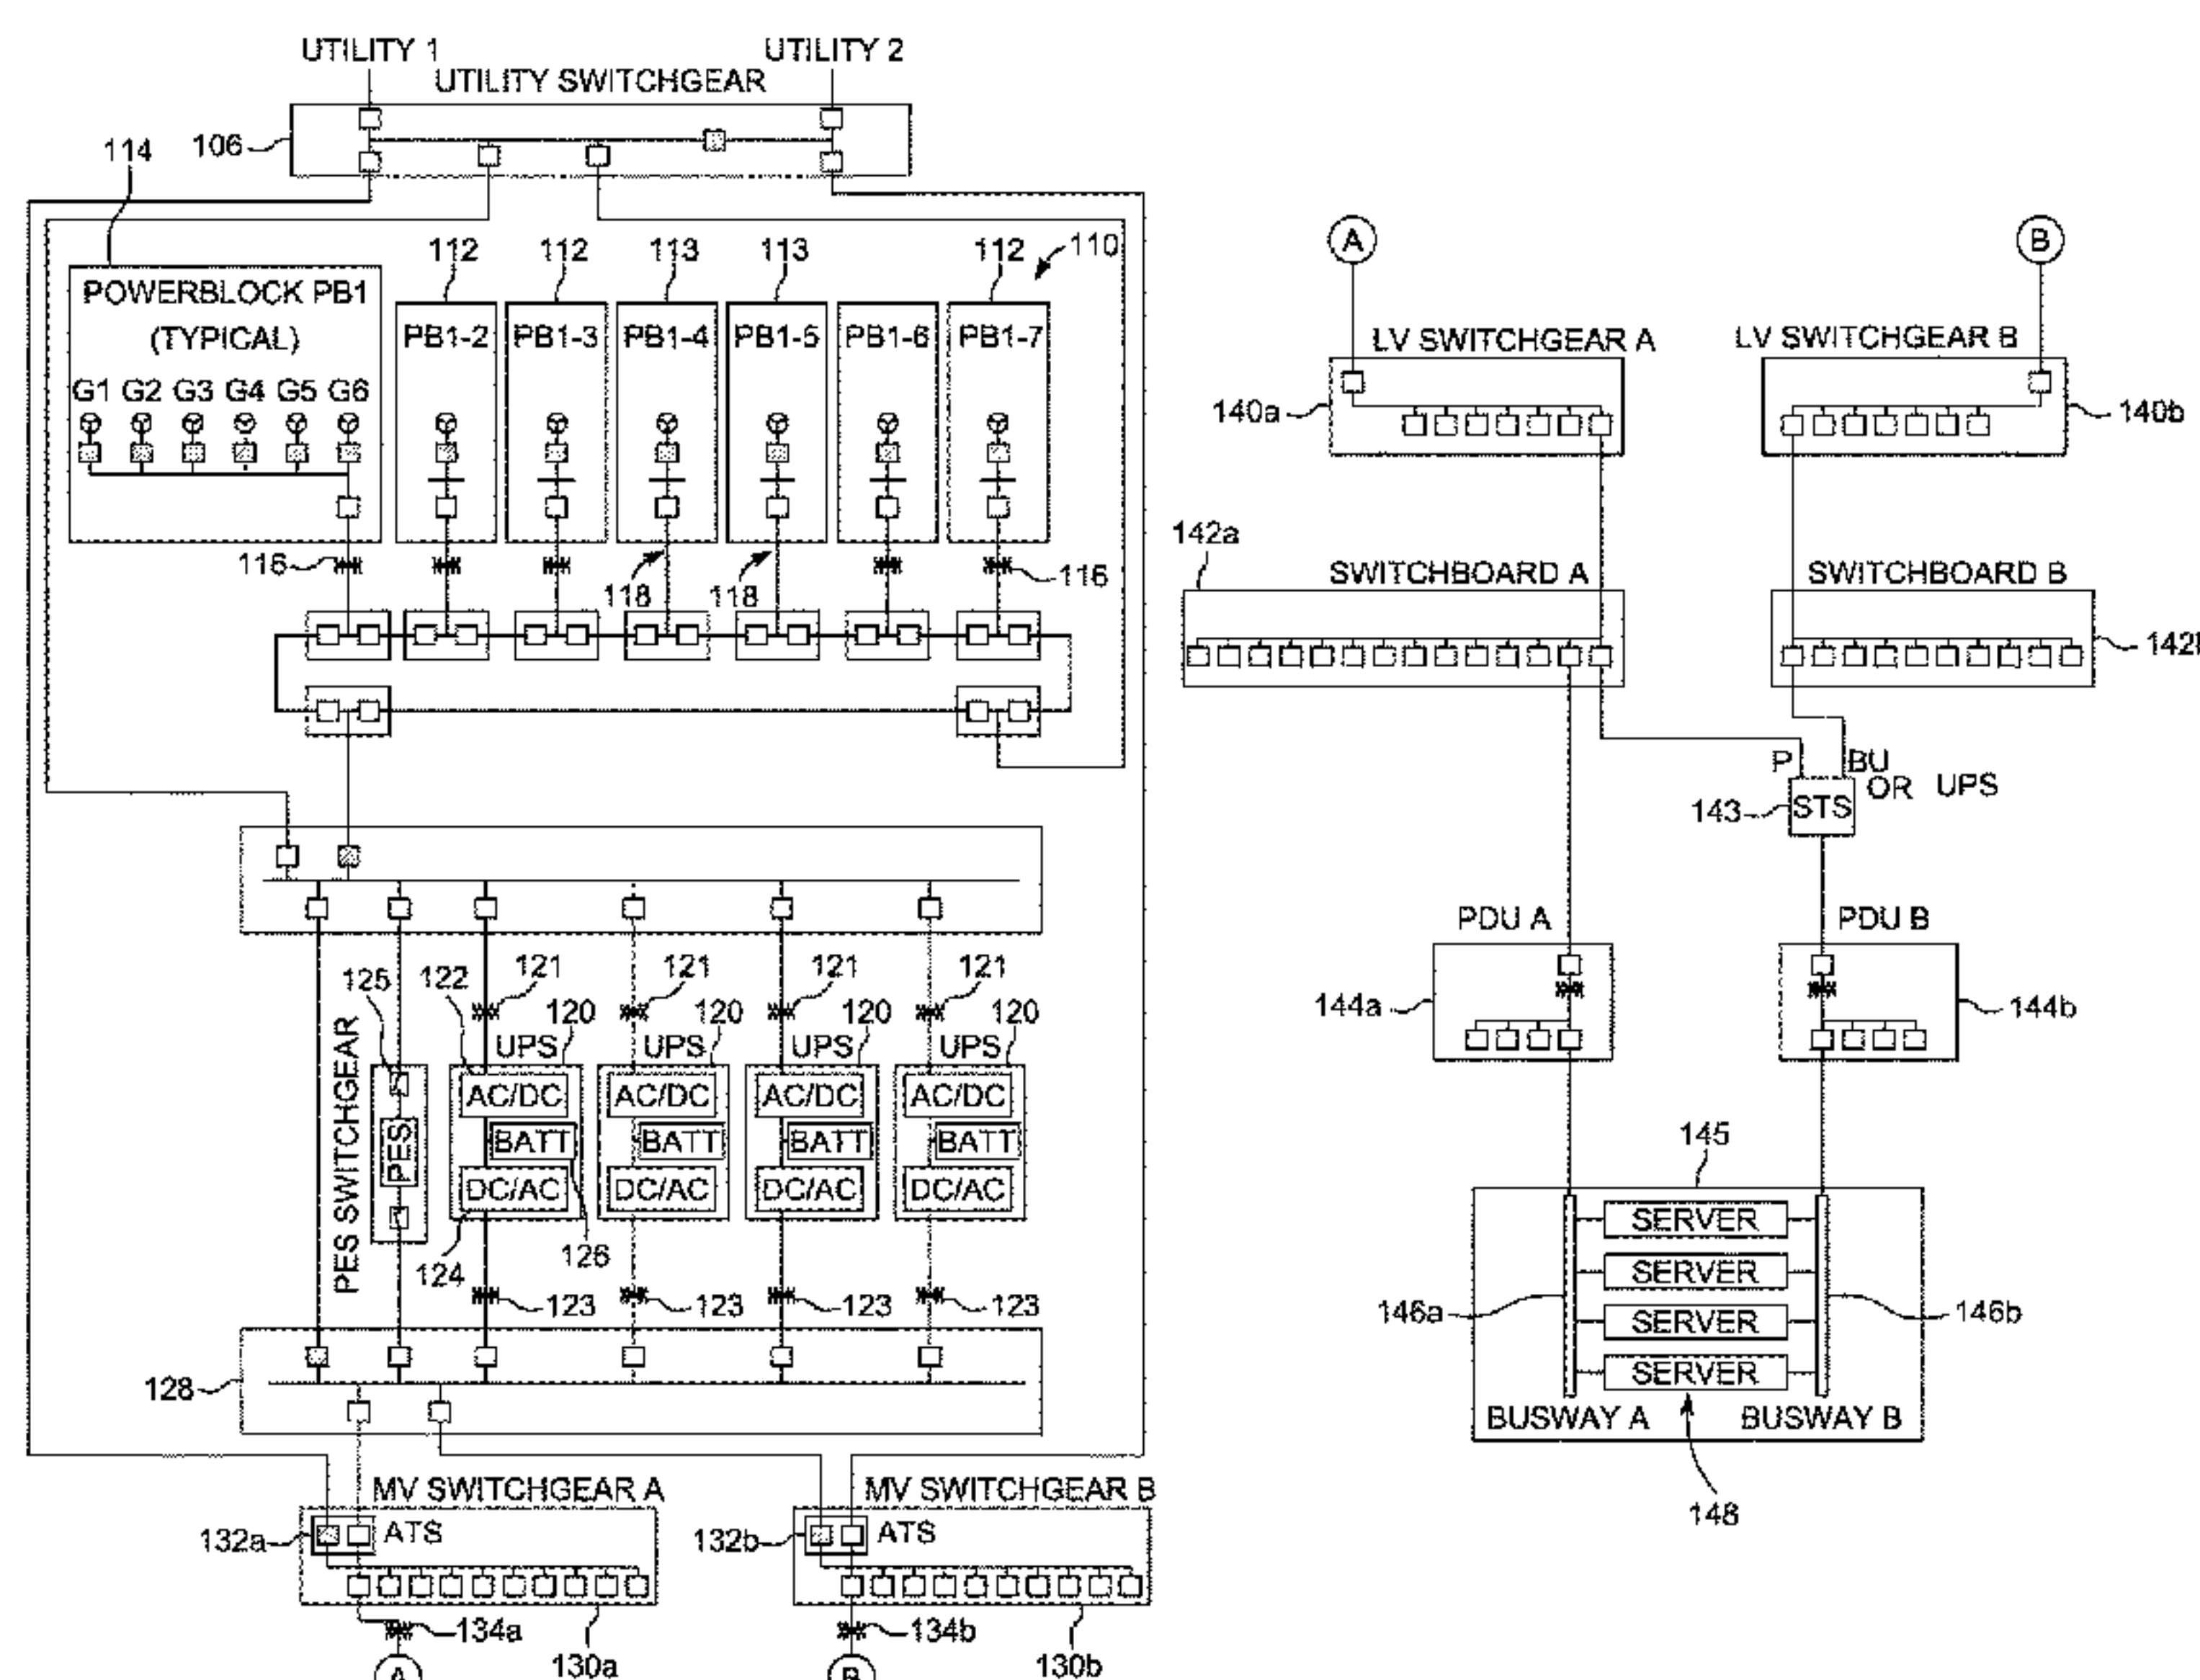 UTILITY 1
UTILITY 2
UTILITY SWITCHGEAR
106
114
112
112
113
113
112
110
POWERBLOCK PB1
(TYPICAL)
G1 G2 G3 G4 G5 G6
PB1-2
PB1-3
PB1-4
PB1-5
PB1-6
PB1-7
116
118
118
116
125
122
121
121
121
121
120
120
120
120
UPS
UPS
UPS
UPS
PES SWITCHGEAR
PES
AC/DC
AC/DC
AC/DC
AC/DC
BATT
BATT
BATT
BATT
DC/AC
DC/AC
DC/AC
DC/AC
124
126
123
123
123
123
128
MV SWITCHGEAR A
MV SWITCHGEAR B
132a
ATS
132b
ATS
134a
134b
A
130a
B
130b
A
B
LV SWITCHGEAR A
LV SWITCHGEAR B
140a
140b
142a
SWITCHBOARD A
SWITCHBOARD B
P
BU
OR UPS
143
STS
PDU A
PDU B
144a
144b
145
SERVER
SERVER
SERVER
SERVER
146a
146b
BUSWAY A
BUSWAY B
148